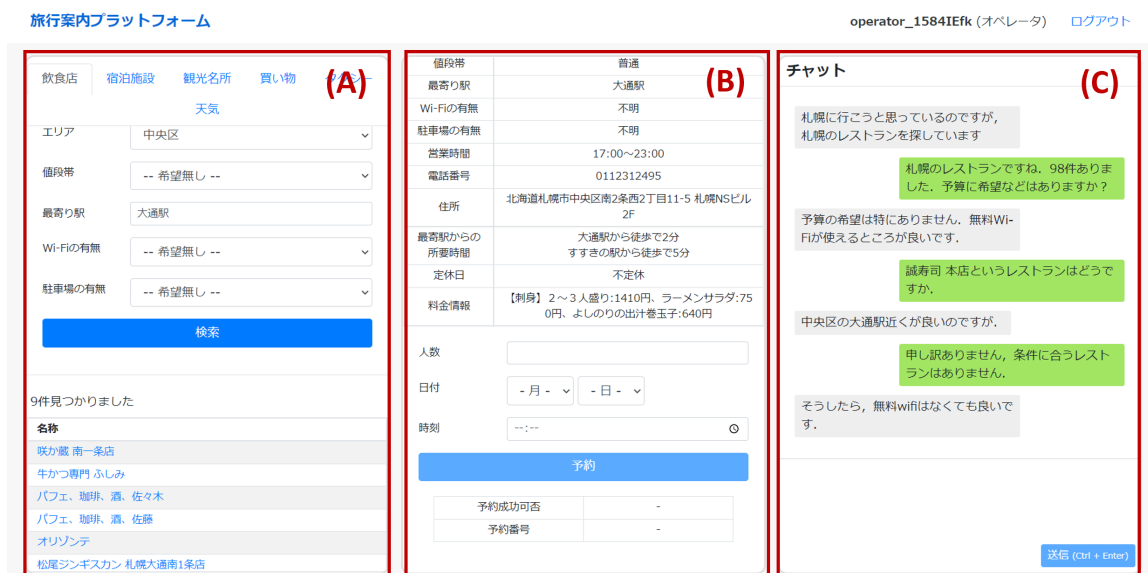 旅行案内プラットフォーム
operator_1584IEfk (オペレータ) ログアウト
飲食店 宿泊施設 観光名所 買い物
天気
(A)
エリア 中央区
値段帯 -- 希望無し --
最寄り駅 大通駅
Wi-Fiの有無 -- 希望無し --
駐車場の有無 -- 希望無し --
検索
9件見つかりました
名称
咲か蔵 南一条店
牛かつ専門 ふしみ
パフェ、珈琲、酒、佐々木
パフェ、珈琲、酒、佐藤
オリゾンテ
松尾ジンギスカン 札幌大通南1条店
(B)
値段帯 普通
最寄り駅 大通駅
Wi-Fiの有無 不明
駐車場の有無 不明
営業時間 17:00～23:00
電話番号 0112312495
住所 北海道札幌市中央区南2条西2丁目11-5 札幌NSビル
2F
最寄駅からの
所要時間
大通駅から徒歩で2分
すすきの駅から徒歩で5分
定休日 不定休
料金情報 【刺身】２～３人盛り:1410円、ラーメンサラダ:75
0円、よしのりの出汁巻玉子:640円
人数
日付 - 月 - - 日 -
時刻 --:--
予約
予約成功可否 -
予約番号 -
チャット
(C)
札幌に行こうと思っているのですが，
札幌のレストランを探しています
札幌のレストランですね．98件ありま
した．予算に希望などはありますか？
予算の希望は特にありません．無料Wi-
Fiが使えるところが良いです．
誠寿司 本店というレストランはどうで
すか．
中央区の大通駅近くが良いのですが．
申し訳ありません，条件に合うレスト
ランはありません．
そうしたら，無料wifiはなくても良いで
す．
送信 (Ctrl + Enter)